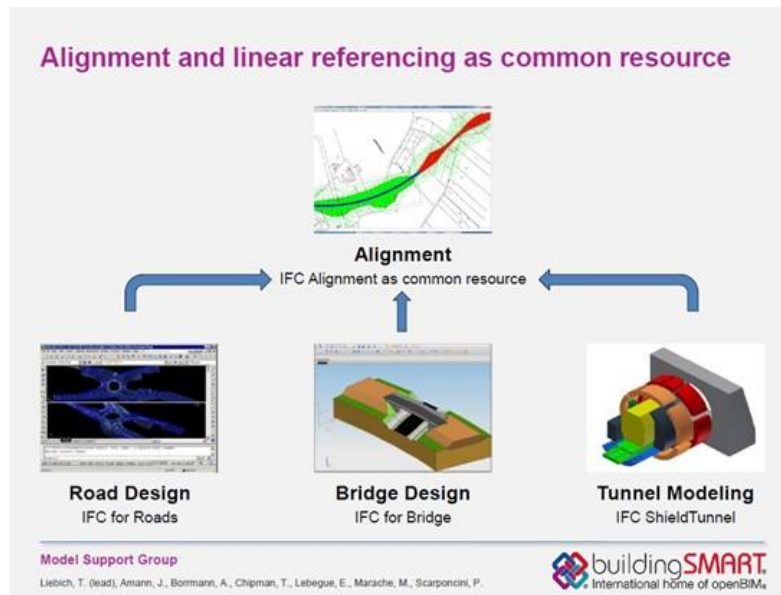 Alignment and linear referencing as common resource
Alignment
IFC Alignment as common resource
Road Design
IFC for Roads
Bridge Design
IFC for Bridge
Tunnel Modeling
IFC ShieldTunnel
Model Support Group
Liebich, T. (lead), Amann, J., Borrmann, A., Chipman, T., Lebegue, E., Marache, M., Scarponcini, P.
buildingSMART®
International home of openBIM®